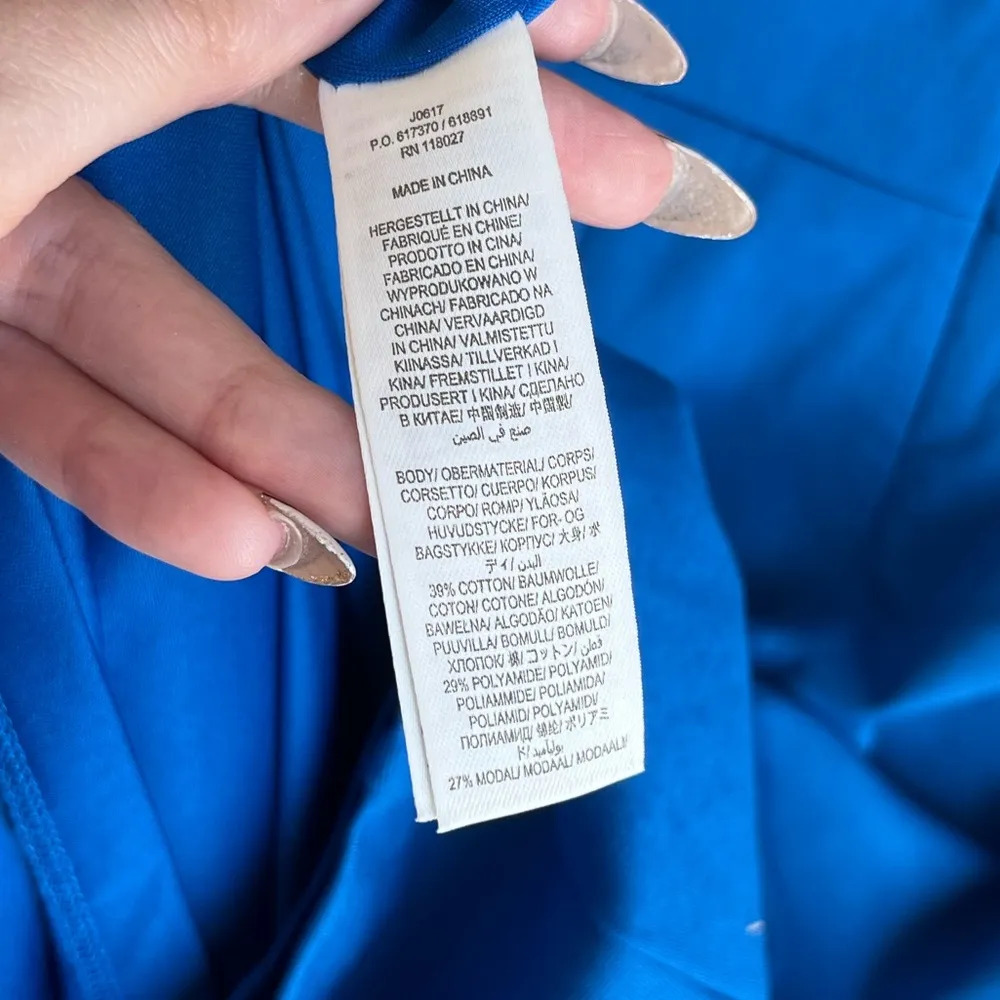 J0617
P.O. 617370 / 618691
RN 118027
MADE IN CHINA
HERGESTELLT IN CHINA/
FABRIQUÉ EN CHINE/
PRODOTTO IN CINA/
FABRICADO EN CHINA/
WYPRODUKOWANO W
CHINACH/ FABRICADO NA
CHINA/ VERVAARDIGD
IN CHINA/ VALMISTETTU
KIINASSA/ TILLVERKAD I
KINA/ FREMSTILLET I KINA/
PRODUSERT I KINA/ СДЕЛАНО
В КИТАЕ/ 中国制造/ 中国製/
صنع في الصين
BODY/ OBERMATERIAL/ CORPS/
CORSETTO/ CUERPO/ KORPUS/
CORPO/ ROMP/ YLÄOSA/
HUVUDSTYCKE/ FOR- OG
BAGSTYKKE/ КОРПУС/ 大身/ ボ
ディ/ البدن/
39% COTTON/ BAUMWOLLE/
COTON/ COTONE/ ALGODÓN/
BAWEŁNA/ ALGODÃO/ KATOEN/
PUUVILLA/ BOMULL/ BOMULD/
ХЛОПОК/ 棉/ コットン/ قطن/
29% POLYAMIDE/ POLYAMID/
POLIAMMIDE/ POLIAMIDA/
POLIAMID/ POLYAMIDI/
ПОЛИАМИД/ 锦纶/ ポリアミ
ド/ بولياميد/
27% MODAL/ MODAAL/ MODAALI/